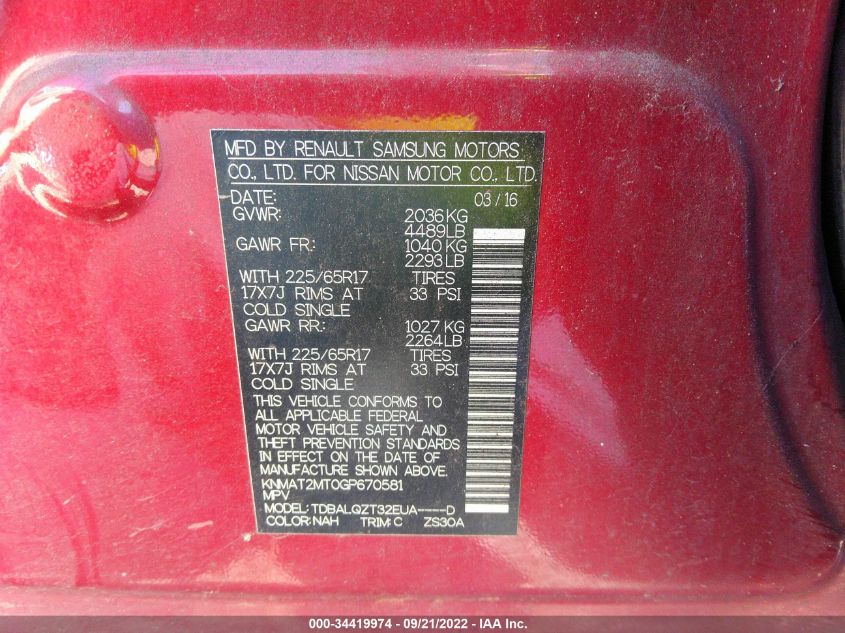 MFD BY RENAULT SAMSUNG MOTORS
CO., LTD. FOR NISSAN MOTOR CO., LTD.
DATE: 03/16
GVWR: 2036KG
4489LB
GAWR FR.: 1040 KG
2293LB
WITH 225/65R17 TIRES
17X7J RIMS AT 33 PSI
COLD SINGLE
GAWR RR.: 1027 KG
2264LB
WITH 225/65R17 TIRES
17X7J RIMS AT 33 PSI
COLD SINGLE
THIS VEHICLE CONFORMS TO
ALL APPLICABLE FEDERAL
MOTOR VEHICLE SAFETY AND
THEFT PREVENTION STANDARDS
IN EFFECT ON THE DATE OF
MANUFACTURE SHOWN ABOVE.
KNMAT2MT0GP670581
MPV
MODEL: TDBALQZT32EUA----D
COLOR: NAH TRIM: C ZS30A
000-34419974 - 09/21/2022 - IAA Inc.